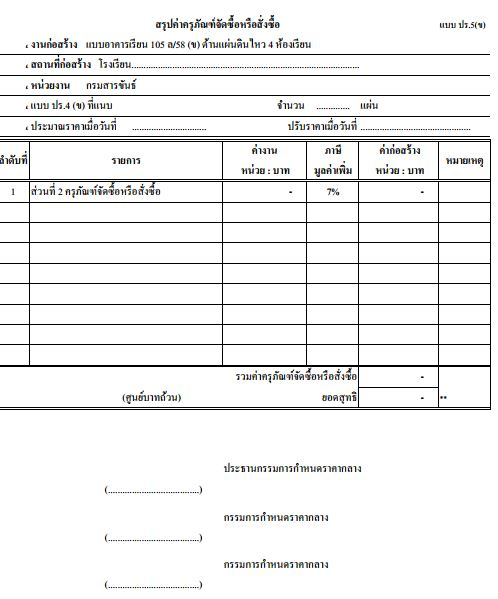 สรุปค่าครุภัณฑ์จัดซื้อหรือสั่งซื้อ แบบ ปร.5(ข)
งานก่อสร้าง แบบอาคารเรียน 105 ล/58 (ข) ต้านแผ่นดินไหว 4 ห้องเรียน
สถานที่ก่อสร้าง โรงเรียน....................................................................................
หน่วยงาน กรมสารขันธ์
แบบ ปร.4 (ข) ที่แนบ จำนวน .............. แผ่น
ประมาณราคาเมื่อวันที่ .............................. ปรับราคาเมื่อวันที่ .............................................
ลำดับที่ รายการ ค่างาน ภาษี ค่าก่อสร้าง หมายเหตุ
หน่วย : บาท มูลค่าเพิ่ม หน่วย : บาท
1 ส่วนที่ 2 ครุภัณฑ์จัดซื้อหรือสั่งซื้อ - 7% -
รวมค่าครุภัณฑ์จัดซื้อหรือสั่งซื้อ -
(ศูนย์บาทถ้วน) ยอดสุทธิ - **
ประธานกรรมการกำหนดราคากลาง
(.....................................)
กรรมการกำหนดราคากลาง
(.....................................)
กรรมการกำหนดราคากลาง
(.....................................)